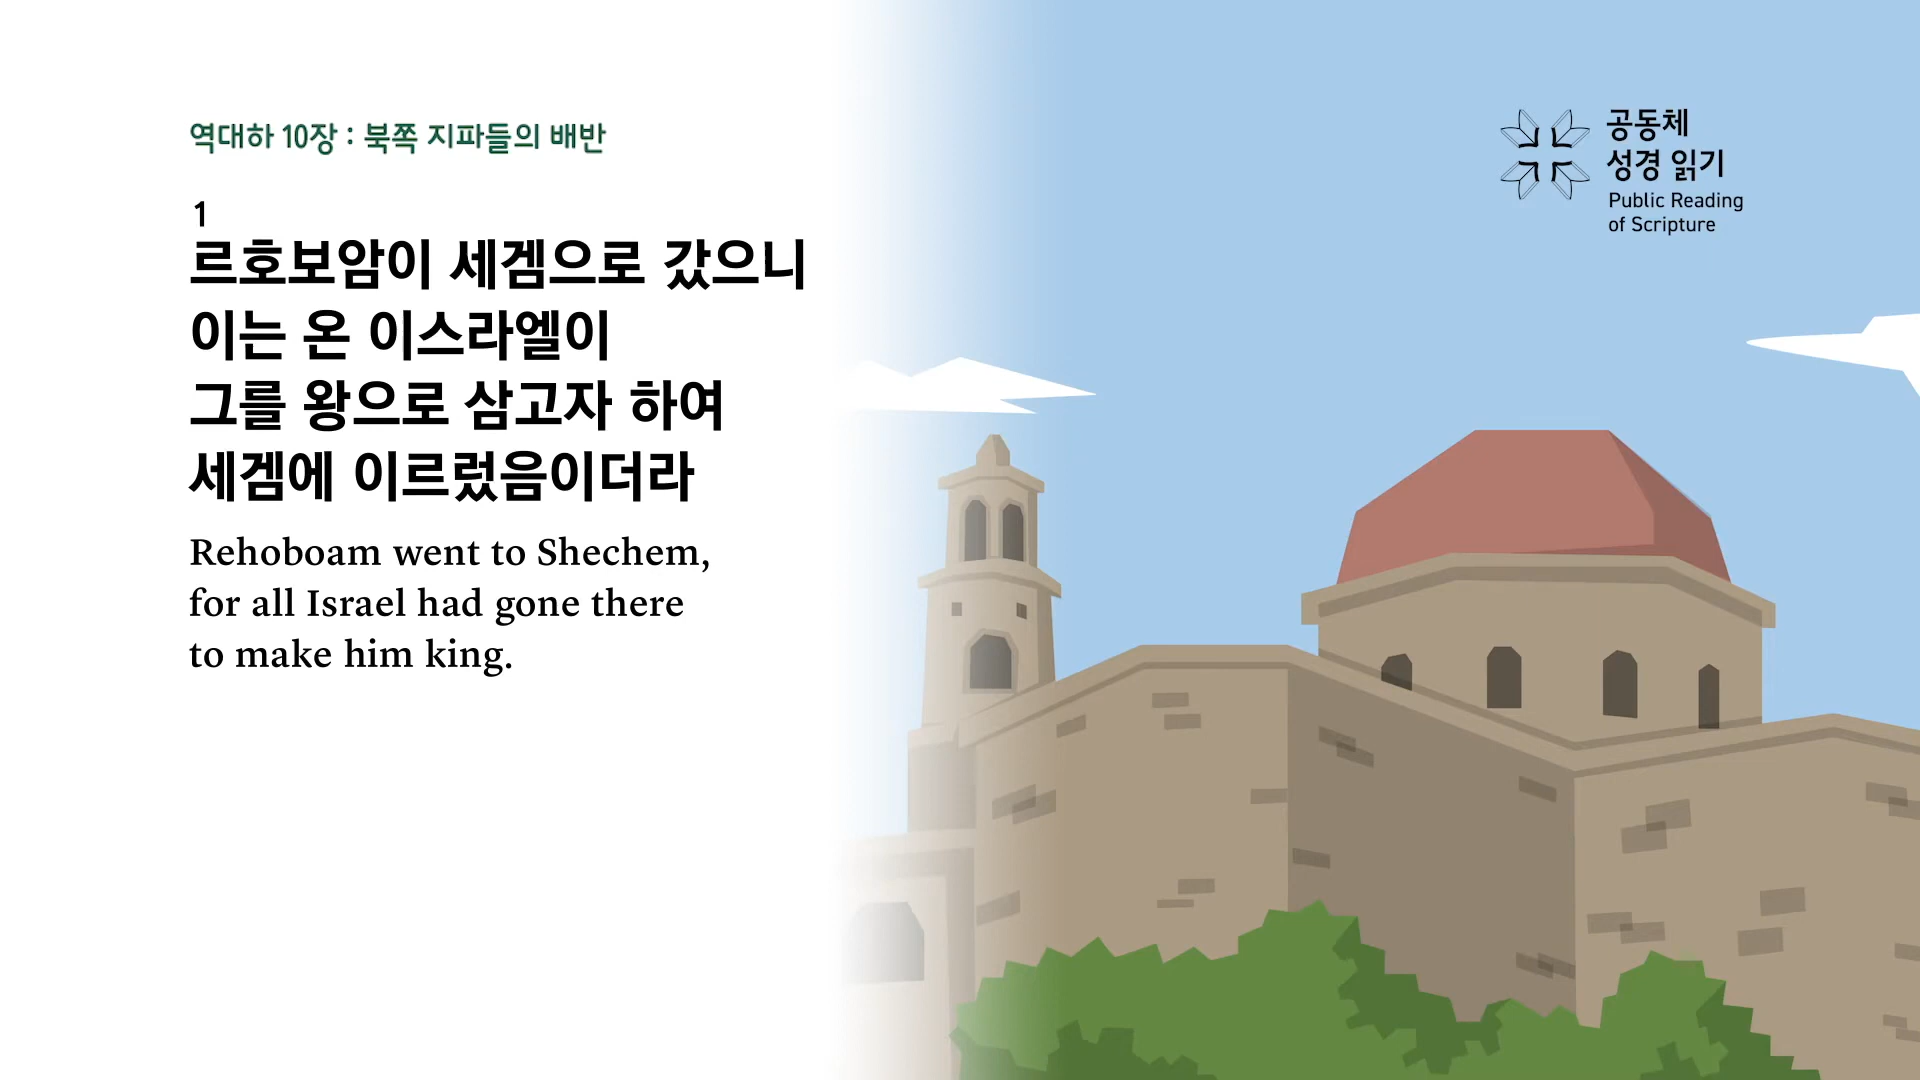 역대하 10장 : 북쪽 지파들의 배반
1
르호보암이 세겜으로 갔으니
이는 온 이스라엘이
그를 왕으로 삼고자 하여
세겜에 이르렀음이더라
Rehoboam went to Shechem,
for all Israel had gone there
to make him king.
공동체
성경 읽기
Public Reading
of Scripture